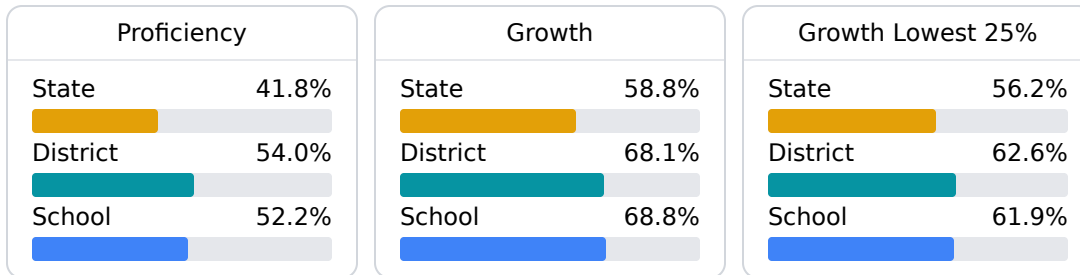 Proficiency
State 41.8%
District 54.0%
School 52.2%
Growth
State 58.8%
District 68.1%
School 68.8%
Growth Lowest 25%
State 56.2%
District 62.6%
School 61.9%